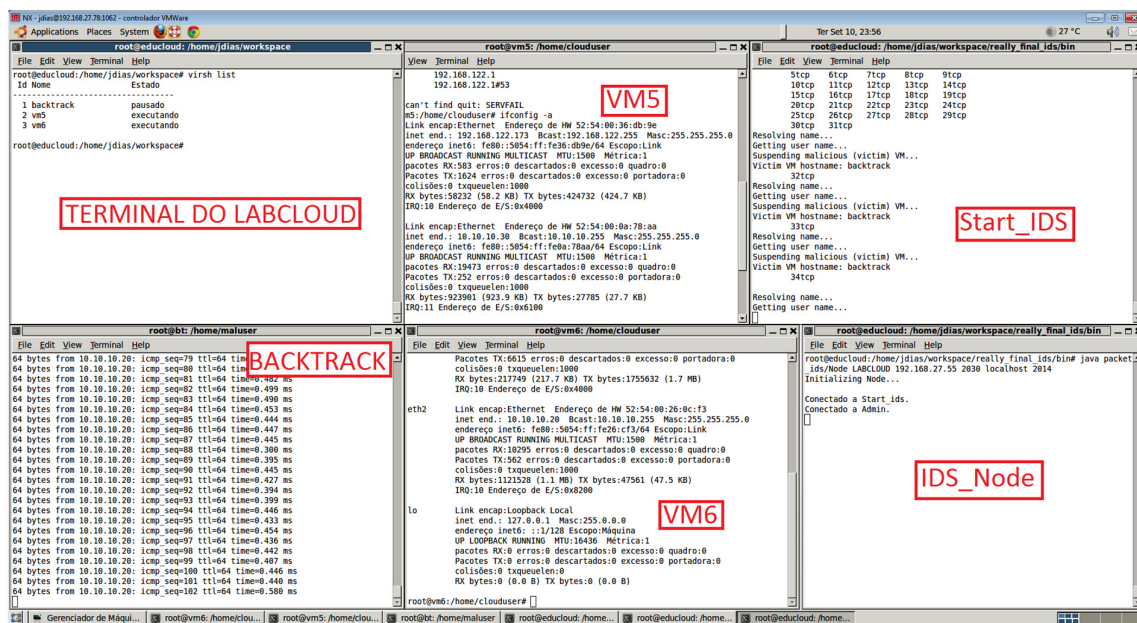 NX - jdias@192.168.27.78:1062 - controlador VMWare
Applications Places System
Ter Set 10, 23:56
27 °C
root@educloud: /home/jdias/workspace
File Edit View Terminal Help
root@educloud:/home/jdias/workspace# virsh list
Id Nome Estado
----------------------------------
1 backtrack pausado
2 vm5 executando
3 vm6 executando
root@educloud:/home/jdias/workspace#
TERMINAL DO LABCLOUD
root@vm5: /home/clouduser
View Terminal Help
192.168.122.1
192.168.122.1#53
can't find quit: SERVFAIL
m5:/home/clouduser# ifconfig -a
Link encap:Ethernet Endereço de HW 52:54:00:36:db:9e
inet end.: 192.168.122.173 Bcast:192.168.122.255 Masc:255.255.255.0
endereço inet6: fe80::5054:ff:fe36:db9e/64 Escopo:Link
UP BROADCAST RUNNING MULTICAST MTU:1500 Métrica:1
pacotes RX:583 erros:0 descartados:0 excesso:0 quadro:0
Pacotes TX:1624 erros:0 descartados:0 excesso:0 portadora:0
colisões:0 txqueuelen:1000
RX bytes:58232 (58.2 KB) TX bytes:424732 (424.7 KB)
IRQ:10 Endereço de E/S:0x4000
Link encap:Ethernet Endereço de HW 52:54:00:0a:78:aa
inet end.: 10.10.10.30 Bcast:10.10.10.255 Masc:255.255.255.0
endereço inet6: fe80::5054:ff:fe0a:78aa/64 Escopo:Link
UP BROADCAST RUNNING MULTICAST MTU:1500 Métrica:1
pacotes RX:19473 erros:0 descartados:0 excesso:0 quadro:0
Pacotes TX:252 erros:0 descartados:0 excesso:0 portadora:0
colisões:0 txqueuelen:1000
RX bytes:923901 (923.9 KB) TX bytes:27785 (27.7 KB)
IRQ:11 Endereço de E/S:0x6100
VM5
root@educloud: /home/jdias/workspace/really_final_ids/bin
File Edit View Terminal Help
5tcp 6tcp 7tcp 8tcp 9tcp
10tcp 11tcp 12tcp 13tcp 14tcp
15tcp 16tcp 17tcp 18tcp 19tcp
20tcp 21tcp 22tcp 23tcp 24tcp
25tcp 26tcp 27tcp 28tcp 29tcp
30tcp 31tcp
Resolving name...
Getting user name...
Suspending malicious (victim) VM...
Victim VM hostname: backtrack
32tcp
Resolving name...
Getting user name...
Suspending malicious (victim) VM...
Victim VM hostname: backtrack
33tcp
Resolving name...
Getting user name...
Suspending malicious (victim) VM...
Victim VM hostname: backtrack
34tcp
Resolving name...
Getting user name...
Start_IDS
root@bt: /home/maluser
File Edit View Terminal Help
64 bytes from 10.10.10.20: icmp_seq=79 ttl=64 time=
64 bytes from 10.10.10.20: icmp_seq=80 ttl=64 time=
64 bytes from 10.10.10.20: icmp_seq=81 ttl=64 time=0.482 ms
64 bytes from 10.10.10.20: icmp_seq=82 ttl=64 time=0.499 ms
64 bytes from 10.10.10.20: icmp_seq=83 ttl=64 time=0.490 ms
64 bytes from 10.10.10.20: icmp_seq=84 ttl=64 time=0.453 ms
64 bytes from 10.10.10.20: icmp_seq=85 ttl=64 time=0.444 ms
64 bytes from 10.10.10.20: icmp_seq=86 ttl=64 time=0.447 ms
64 bytes from 10.10.10.20: icmp_seq=87 ttl=64 time=0.445 ms
64 bytes from 10.10.10.20: icmp_seq=88 ttl=64 time=0.300 ms
64 bytes from 10.10.10.20: icmp_seq=89 ttl=64 time=0.395 ms
64 bytes from 10.10.10.20: icmp_seq=90 ttl=64 time=0.445 ms
64 bytes from 10.10.10.20: icmp_seq=91 ttl=64 time=0.427 ms
64 bytes from 10.10.10.20: icmp_seq=92 ttl=64 time=0.394 ms
64 bytes from 10.10.10.20: icmp_seq=93 ttl=64 time=0.399 ms
64 bytes from 10.10.10.20: icmp_seq=94 ttl=64 time=0.446 ms
64 bytes from 10.10.10.20: icmp_seq=95 ttl=64 time=0.433 ms
64 bytes from 10.10.10.20: icmp_seq=96 ttl=64 time=0.454 ms
64 bytes from 10.10.10.20: icmp_seq=97 ttl=64 time=0.436 ms
64 bytes from 10.10.10.20: icmp_seq=98 ttl=64 time=0.442 ms
64 bytes from 10.10.10.20: icmp_seq=99 ttl=64 time=0.407 ms
64 bytes from 10.10.10.20: icmp_seq=100 ttl=64 time=0.446 ms
64 bytes from 10.10.10.20: icmp_seq=101 ttl=64 time=0.440 ms
64 bytes from 10.10.10.20: icmp_seq=102 ttl=64 time=0.580 ms
BACKTRACK
root@vm6: /home/clouduser
File Edit View Terminal Help
Pacotes TX:6615 erros:0 descartados:0 excesso:0 portadora:0
colisões:0 txqueuelen:1000
RX bytes:217749 (217.7 KB) TX bytes:1755632 (1.7 MB)
IRQ:10 Endereço de E/S:0x4000
eth2 Link encap:Ethernet Endereço de HW 52:54:00:26:0c:f3
inet end.: 10.10.10.20 Bcast:10.10.10.255 Masc:255.255.255.0
endereço inet6: fe80::5054:ff:fe26:cf3/64 Escopo:Link
UP BROADCAST RUNNING MULTICAST MTU:1500 Métrica:1
pacotes RX:10295 erros:0 descartados:0 excesso:0 quadro:0
Pacotes TX:562 erros:0 descartados:0 excesso:0 portadora:0
colisões:0 txqueuelen:1000
RX bytes:1121528 (1.1 MB) TX bytes:47561 (47.5 KB)
IRQ:10 Endereço de E/S:0x8200
lo Link encap:Loopback Local
inet end.: 127.0.0.1 Masc:255.0.0.0
endereço inet6: ::1/128 Escopo:Máquina
UP LOOPBACK RUNNING MTU:16436 Métrica:1
pacotes RX:0 erros:0 descartados:0 excesso:0 quadro:0
Pacotes TX:0 erros:0 descartados:0 excesso:0 portadora:0
colisões:0 txqueuelen:0
RX bytes:0 (0.0 B) TX bytes:0 (0.0 B)
root@vm6:/home/clouduser#
VM6
root@educloud: /home/jdias/workspace/really_final_ids/bin
File Edit View Terminal Help
root@educloud:/home/jdias/workspace/really_final_ids/bin# java packet
_ids/Node LABCLOUD 192.168.27.55 2030 localhost 2014
Initializing Node...
Conectado a Start_ids.
Conectado a Admin.
IDS_Node
Gerenciador de Máqui...
root@vm6: /home/clou...
root@vm5: /home/clou...
root@bt: /home/maluser
root@educloud: /home...
root@educloud: /home...
root@educloud: /home...